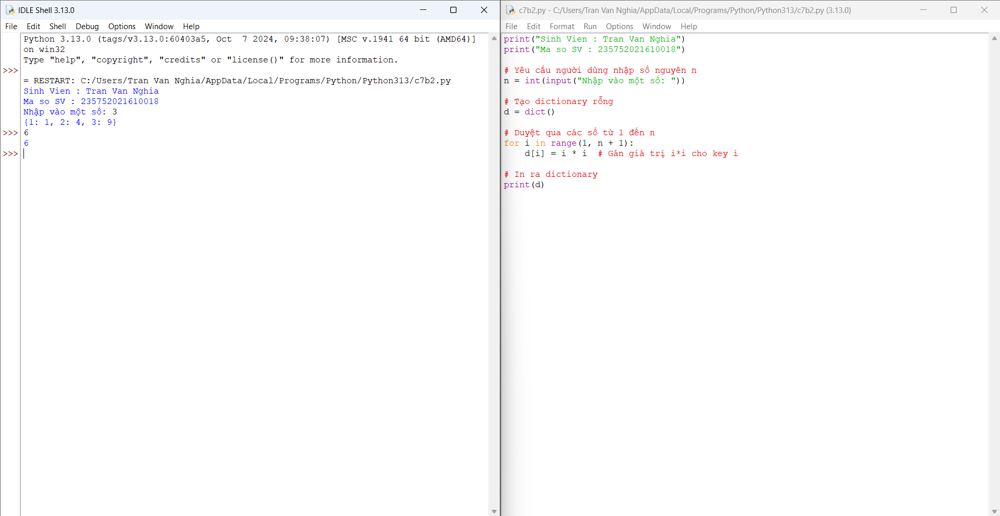 IDLE Shell 3.13.0
File Edit Shell Debug Options Window Help
Python 3.13.0 (tags/v3.13.0:60403a5, Oct  7 2024, 09:38:07) [MSC v.1941 64 bit (AMD64)]
on win32
Type "help", "copyright", "credits" or "license()" for more information.
>>>
= RESTART: C:/Users/Tran Van Nghia/AppData/Local/Programs/Python/Python313/c7b2.py
Sinh Vien : Tran Van Nghia
Ma so SV : 235752021610018
Nhập vào một số: 3
{1: 1, 2: 4, 3: 9}
>>> 6
6
>>>
c7b2.py - C:/Users/Tran Van Nghia/AppData/Local/Programs/Python/Python313/c7b2.py (3.13.0)
File Edit Format Run Options Window Help
print("Sinh Vien : Tran Van Nghia")
print("Ma so SV : 235752021610018")
# Yêu cầu người dùng nhập số nguyên n
n = int(input("Nhập vào một số: "))
# Tạo dictionary rỗng
d = dict()
# Duyệt qua các số từ 1 đến n
for i in range(1, n + 1):
    d[i] = i * i  # Gán giá trị i*i cho key i
# In ra dictionary
print(d)